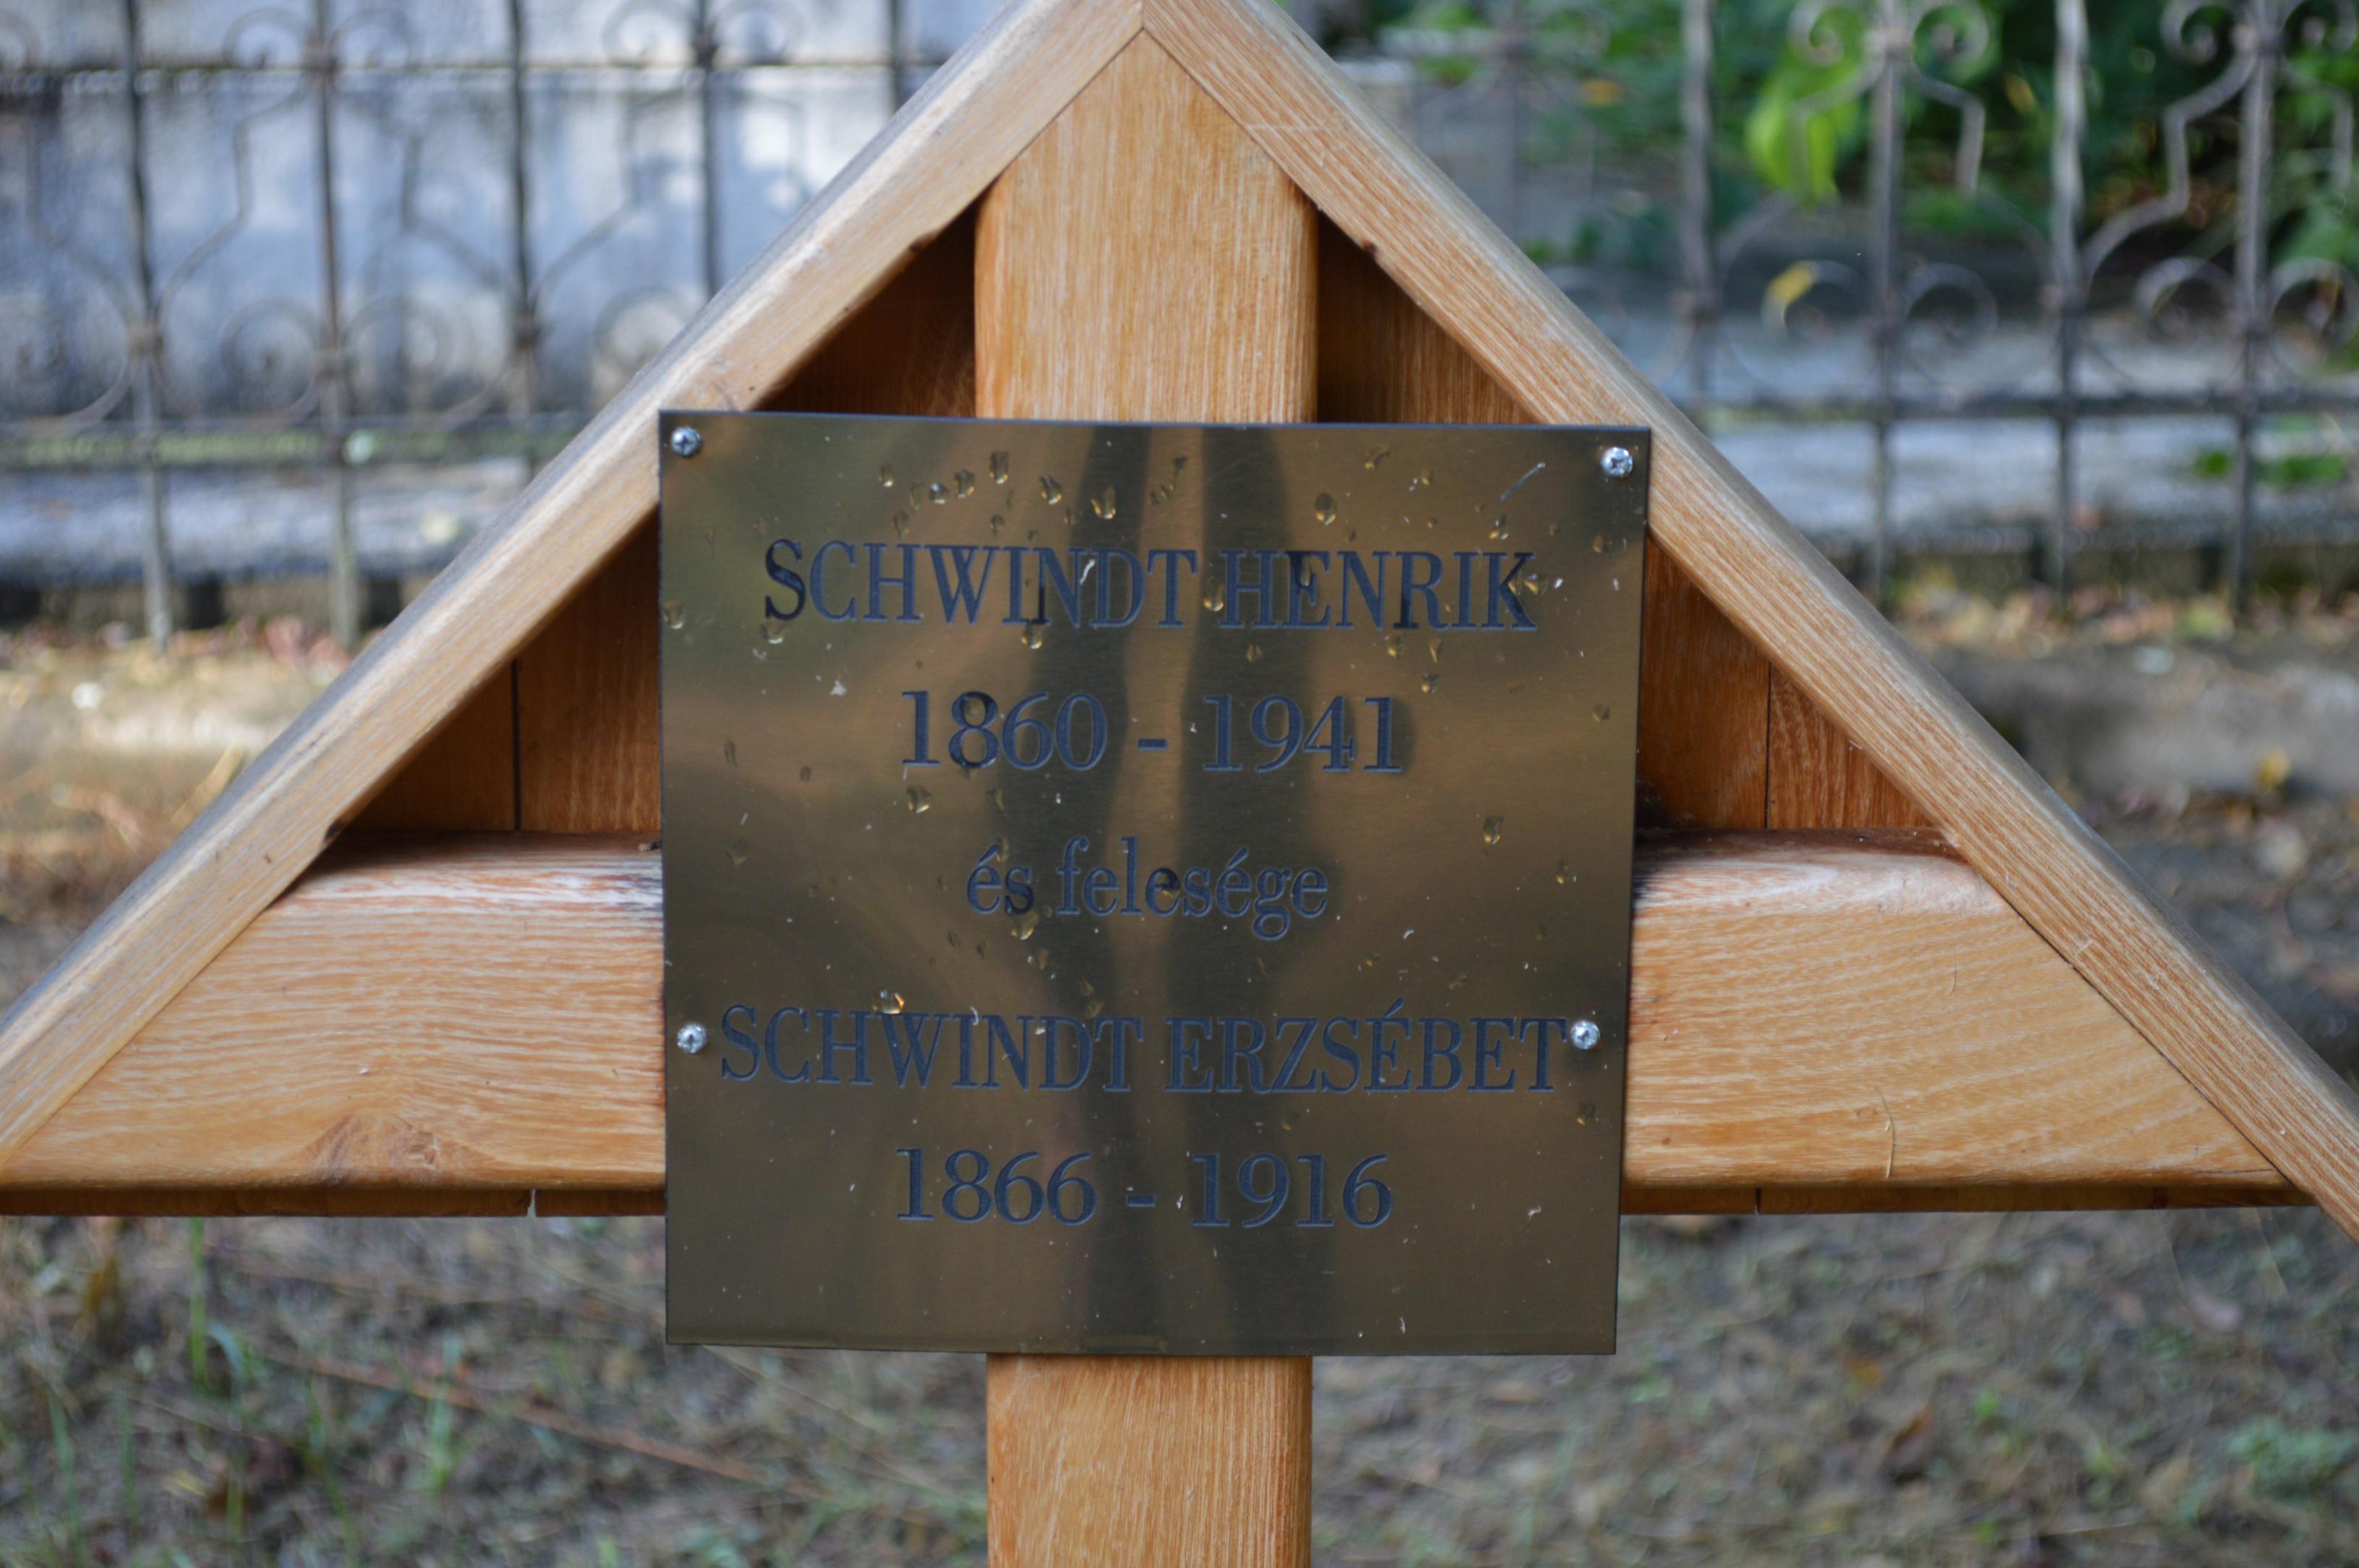 SCHWINDT HENRIK
1860 - 1941
és felesége
SCHWINDT ERZSÉBET
1866 - 1916